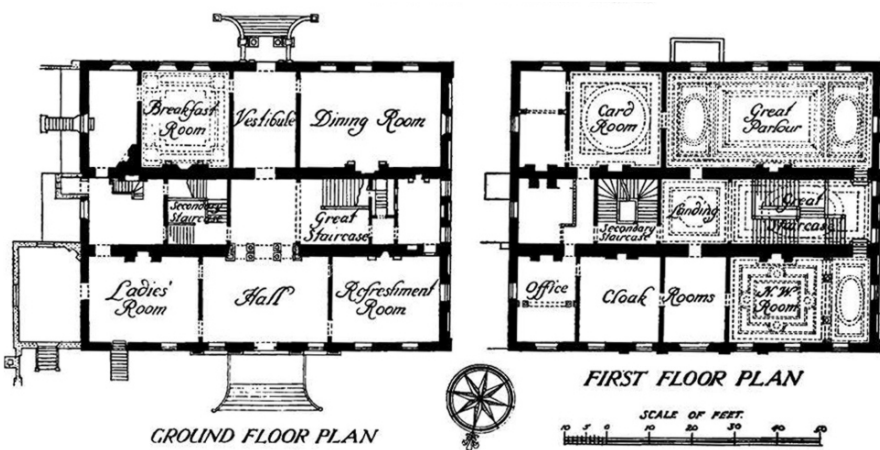 Breakfast
Room
Vestibule
Dining Room
Secondary
Staircase
Great
Staircase
Ladies'
Room
Hall
Refreshment
Room
GROUND FLOOR PLAN
Card
Room
Great
Parlour
Secondary
Staircase
Landing
Great
Staircase
Office
Cloak Rooms
N.W.
Room
FIRST FLOOR PLAN
SCALE OF FEET.
10 5 0 10 20 30 40 50